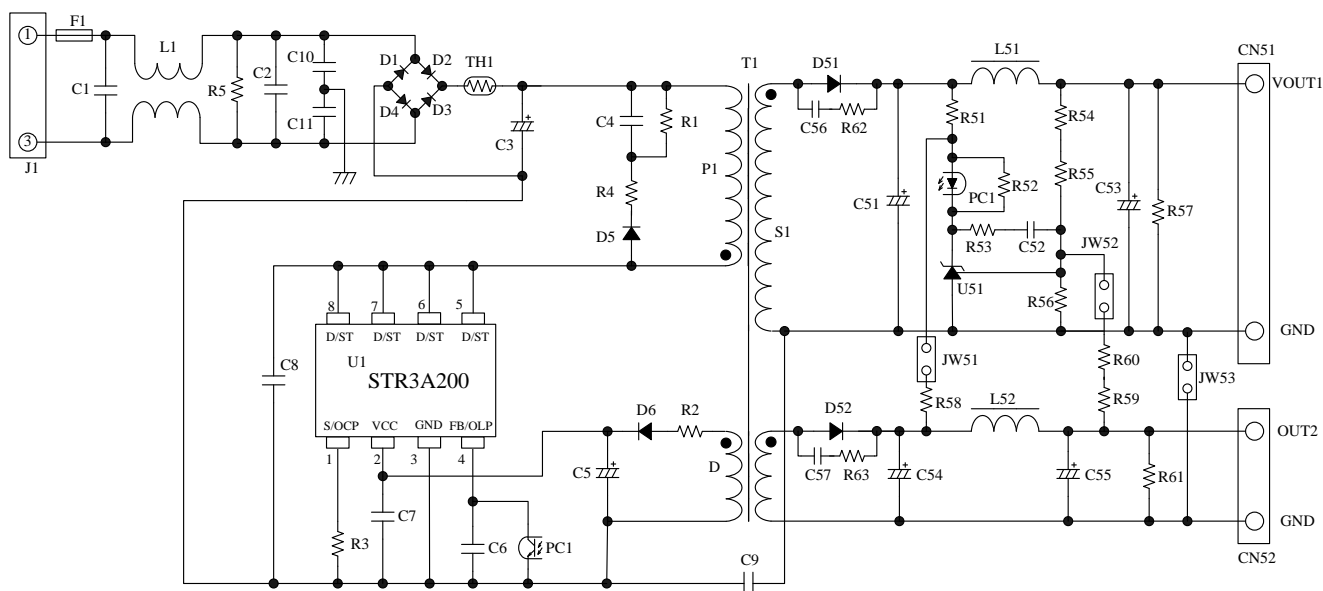 F1
1
L1
C1
R5
C2
C10
C11
3
J1
D1
D2
D4
D3
TH1
C3
C4
R1
R4
D5
T1
P1
S1
D51
C56
R62
C51
R51
PC1
R52
R53
C52
U51
L51
R54
R55
R56
C53
R57
JW52
CN51
VOUT1
GND
8
7
6
5
D/ST
D/ST
D/ST
D/ST
U1
STR3A200
S/OCP
VCC
GND
FB/OLP
1
2
3
4
C8
R3
C7
C6
PC1
C5
D6
R2
D
C9
JW51
R58
R60
R59
JW53
D52
C57
R63
C54
L52
C55
R61
OUT2
GND
CN52